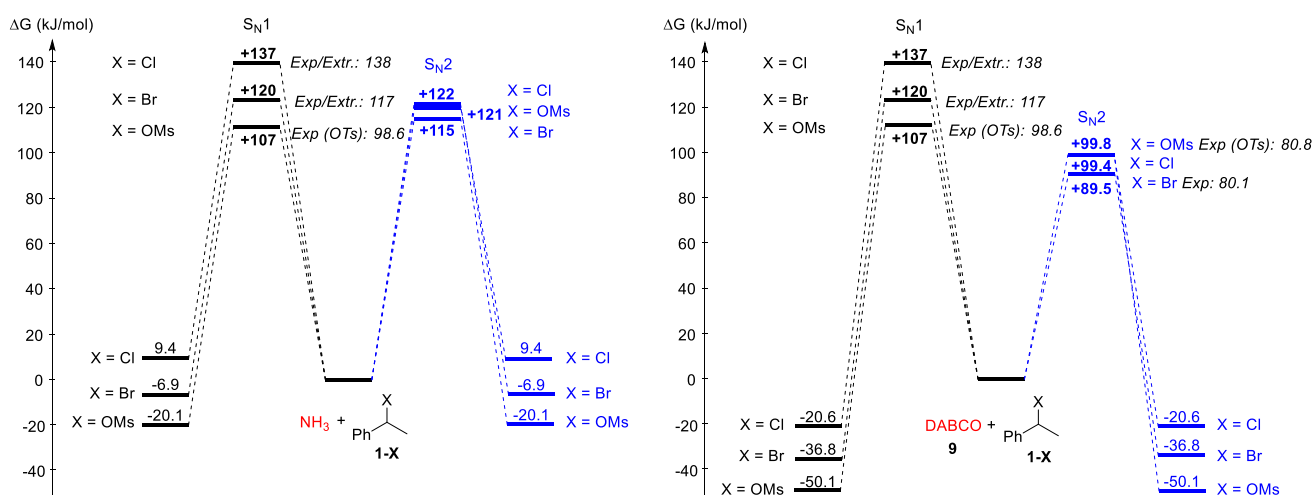 ΔG (kJ/mol)
140
120
100
80
60
40
20
0
-20
-40
S_N1
X = Cl
+137
Exp/Extr.: 138
X = Br
+120
Exp/Extr.: 117
X = OMs
+107
Exp (OTs): 98.6
S_N2
+122
X = Cl
+121
X = OMs
+115
X = Br
X = Cl
9.4
X = Br
-6.9
X = OMs
-20.1
NH₃ +
X
Ph
1-X
9.4
X = Cl
-6.9
X = Br
-20.1
X = OMs
ΔG (kJ/mol)
140
120
100
80
60
40
20
0
-20
-40
S_N1
X = Cl
+137
Exp/Extr.: 138
X = Br
+120
Exp/Extr.: 117
X = OMs
+107
Exp (OTs): 98.6
S_N2
+99.8
X = OMs Exp (OTs): 80.8
+99.4
X = Cl
+89.5
X = Br Exp: 80.1
X = Cl
-20.6
X = Br
-36.8
X = OMs
-50.1
DABCO +
9
X
Ph
1-X
-20.6
X = Cl
-36.8
X = Br
-50.1
X = OMs